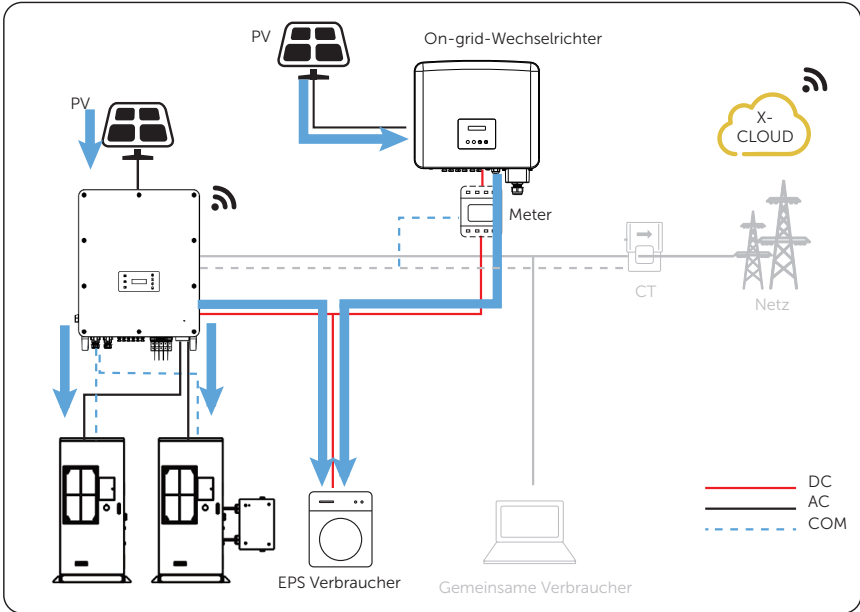 PV
On-grid-Wechselrichter
X-
CLOUD
PV
Meter
CT
Netz
EPS Verbraucher
Gemeinsame Verbraucher
DC
AC
COM